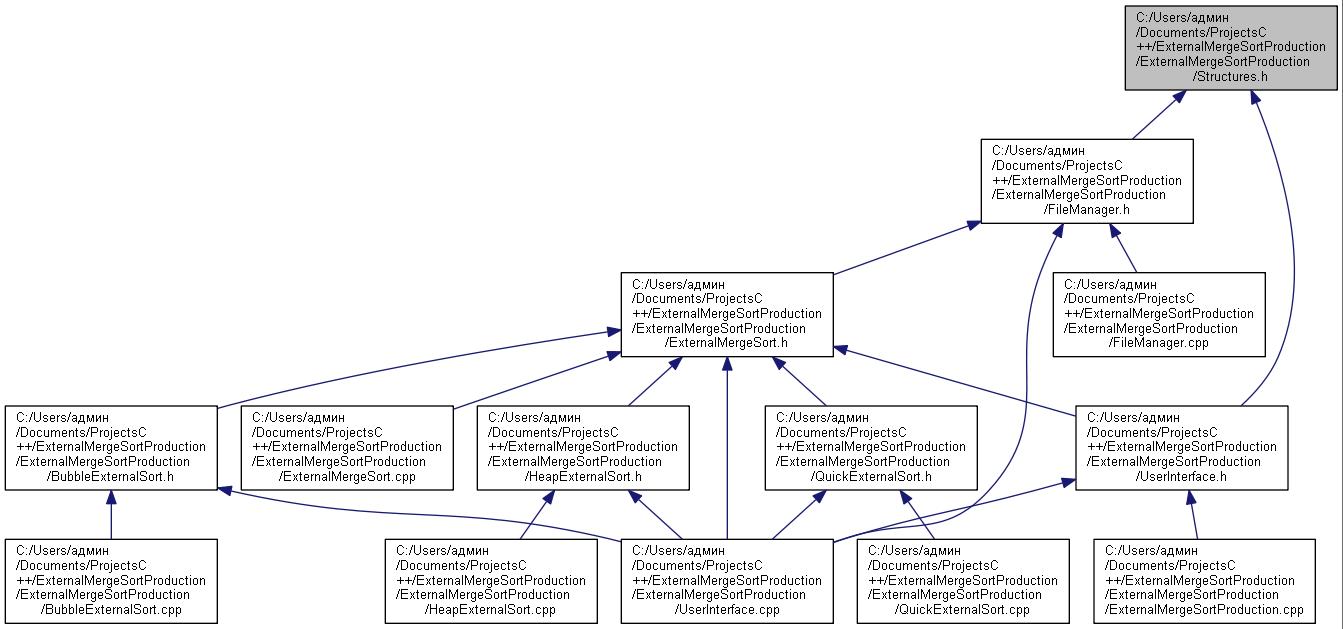 C:/Users/админ
/Documents/ProjectsC
++/ExternalMergeSortProduction
/ExternalMergeSortProduction
/Structures.h
C:/Users/админ
/Documents/ProjectsC
++/ExternalMergeSortProduction
/ExternalMergeSortProduction
/FileManager.h
C:/Users/админ
/Documents/ProjectsC
++/ExternalMergeSortProduction
/ExternalMergeSortProduction
/ExternalMergeSort.h
C:/Users/админ
/Documents/ProjectsC
++/ExternalMergeSortProduction
/ExternalMergeSortProduction
/FileManager.cpp
C:/Users/админ
/Documents/ProjectsC
++/ExternalMergeSortProduction
/ExternalMergeSortProduction
/BubbleExternalSort.h
C:/Users/админ
/Documents/ProjectsC
++/ExternalMergeSortProduction
/ExternalMergeSortProduction
/ExternalMergeSort.cpp
C:/Users/админ
/Documents/ProjectsC
++/ExternalMergeSortProduction
/ExternalMergeSortProduction
/HeapExternalSort.h
C:/Users/админ
/Documents/ProjectsC
++/ExternalMergeSortProduction
/ExternalMergeSortProduction
/QuickExternalSort.h
C:/Users/админ
/Documents/ProjectsC
++/ExternalMergeSortProduction
/ExternalMergeSortProduction
/UserInterface.h
C:/Users/админ
/Documents/ProjectsC
++/ExternalMergeSortProduction
/ExternalMergeSortProduction
/BubbleExternalSort.cpp
C:/Users/админ
/Documents/ProjectsC
++/ExternalMergeSortProduction
/ExternalMergeSortProduction
/HeapExternalSort.cpp
C:/Users/админ
/Documents/ProjectsC
++/ExternalMergeSortProduction
/ExternalMergeSortProduction
/UserInterface.cpp
C:/Users/админ
/Documents/ProjectsC
++/ExternalMergeSortProduction
/ExternalMergeSortProduction
/QuickExternalSort.cpp
C:/Users/админ
/Documents/ProjectsC
++/ExternalMergeSortProduction
/ExternalMergeSortProduction
/ExternalMergeSortProduction.cpp